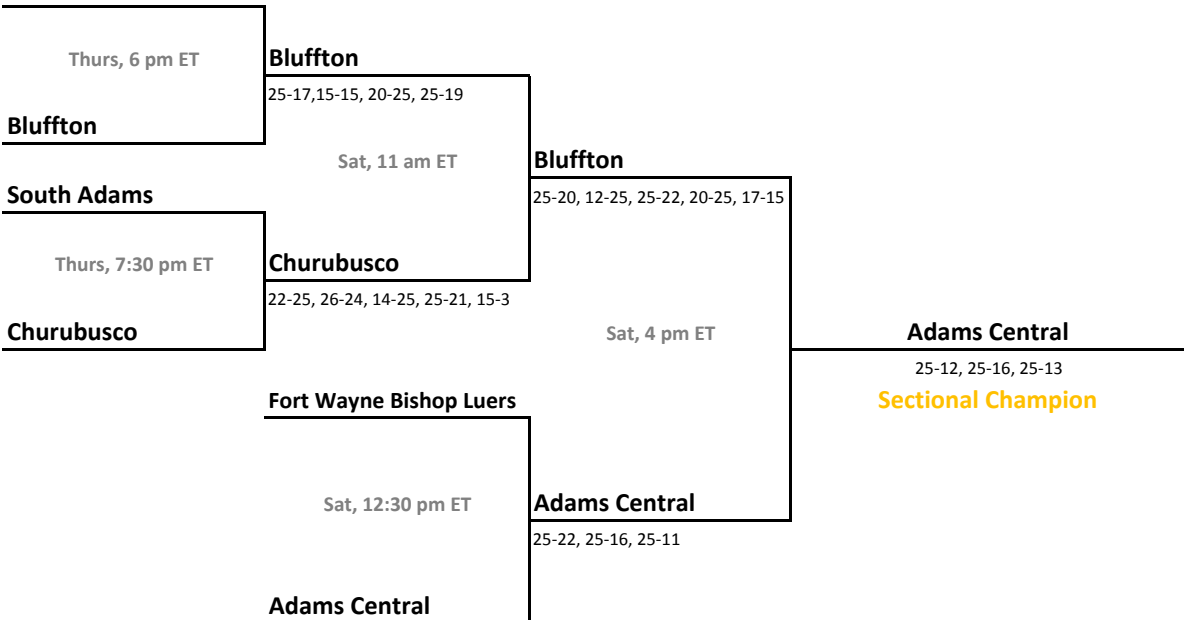 Thurs, 6 pm ET
Bluffton
25-17,15-15, 20-25, 25-19
Bluffton
Sat, 11 am ET
Bluffton
South Adams
25-20, 12-25, 25-22, 20-25, 17-15
Thurs, 7:30 pm ET
Churubusco
22-25, 26-24, 14-25, 25-21, 15-3
Churubusco
Sat, 4 pm ET
Adams Central
25-12, 25-16, 25-13
Fort Wayne Bishop Luers
Sectional Champion
Sat, 12:30 pm ET
Adams Central
25-22, 25-16, 25-11
Adams Central